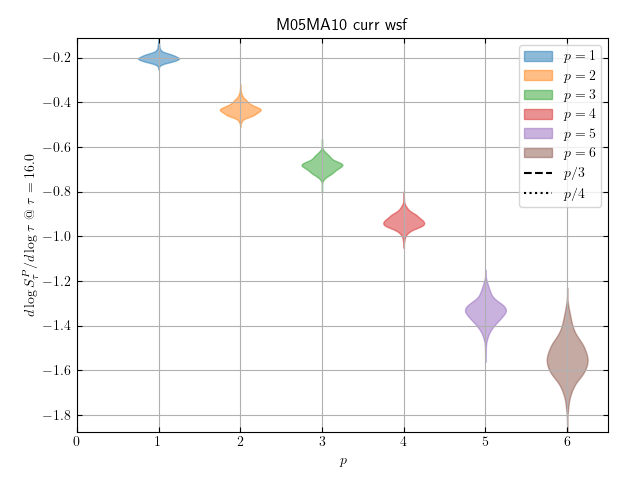 M05MA10 curr wsf
d log S_τ^p / d log τ @ τ = 16.0
−0.2
−0.4
−0.6
−0.8
−1.0
−1.2
−1.4
−1.6
−1.8
p = 1
p = 2
p = 3
p = 4
p = 5
p = 6
p/3
p/4
0 1 2 3 4 5 6
p